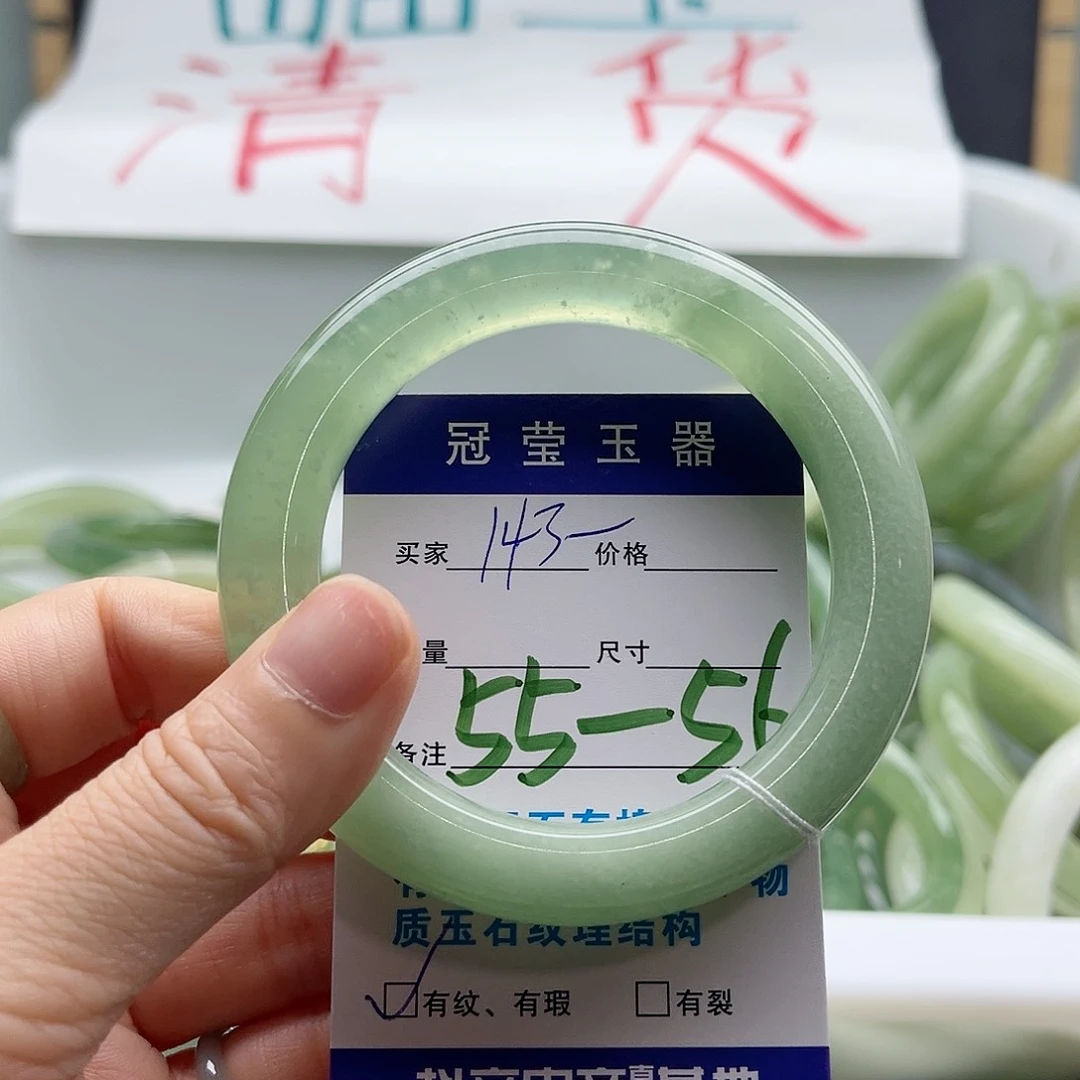 清货
冠莹玉器
买家 143- 价格
量 尺寸
备注 55-56
物
质玉石纹理结构
☑有纹、有瑕 ☐有裂